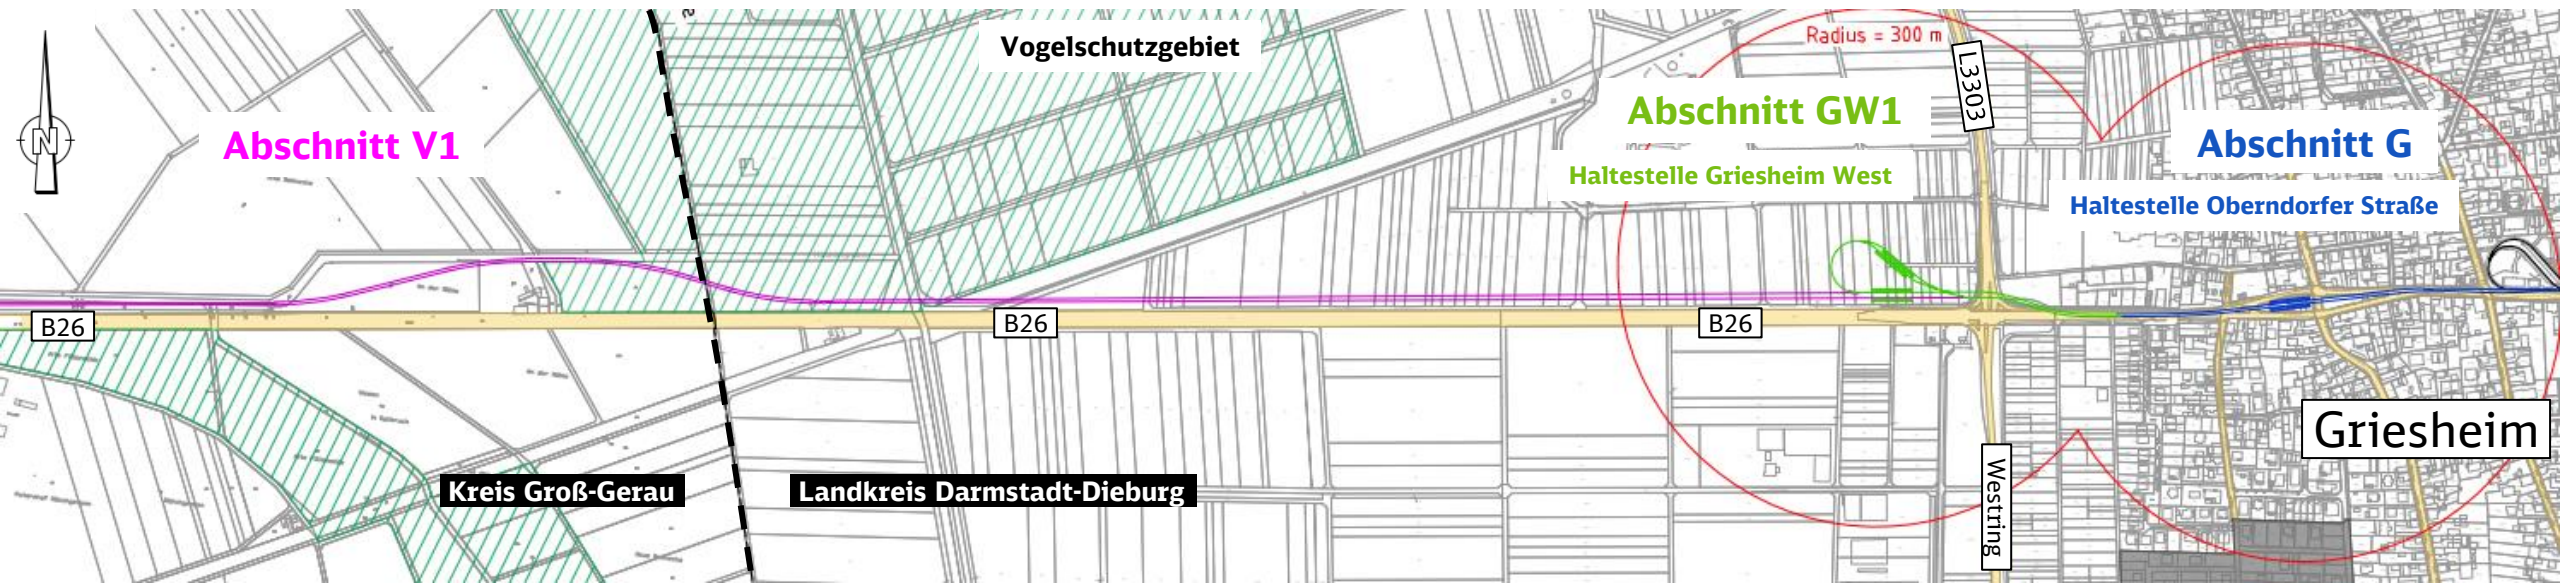 Vogelschutzgebiet
Radius = 300 m
L3303
Abschnitt V1
Abschnitt GW1
Abschnitt G
Haltestelle Griesheim West
Haltestelle Oberndorfer Straße
N
B26
B26
B26
Griesheim
Kreis Groß-Gerau
Landkreis Darmstadt-Dieburg
Westring